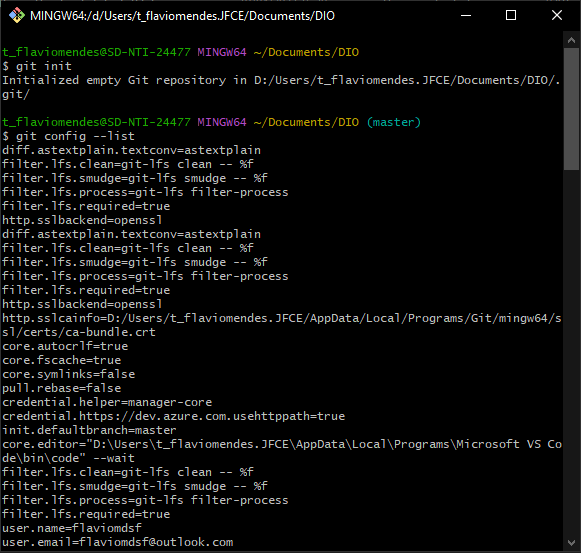 MINGW64:/d/Users/t_flaviomendes.JFCE/Documents/DIO
t_flaviomendes@SD-NTI-24477 MINGW64 ~/Documents/DIO
$ git init
Initialized empty Git repository in D:/Users/t_flaviomendes.JFCE/Documents/DIO/.
git/
t_flaviomendes@SD-NTI-24477 MINGW64 ~/Documents/DIO (master)
$ git config --list
diff.astextplain.textconv=astextplain
filter.lfs.clean=git-lfs clean -- %f
filter.lfs.smudge=git-lfs smudge -- %f
filter.lfs.process=git-lfs filter-process
filter.lfs.required=true
http.sslbackend=openssl
diff.astextplain.textconv=astextplain
filter.lfs.clean=git-lfs clean -- %f
filter.lfs.smudge=git-lfs smudge -- %f
filter.lfs.process=git-lfs filter-process
filter.lfs.required=true
http.sslbackend=openssl
http.sslcainfo=D:/Users/t_flaviomendes.JFCE/AppData/Local/Programs/Git/mingw64/s
sl/certs/ca-bundle.crt
core.autocrlf=true
core.fscache=true
core.symlinks=false
pull.rebase=false
credential.helper=manager-core
credential.https://dev.azure.com.usehttppath=true
init.defaultbranch=master
core.editor="D:\Users\t_flaviomendes.JFCE\AppData\Local\Programs\Microsoft VS Co
de\bin\code" --wait
filter.lfs.clean=git-lfs clean -- %f
filter.lfs.smudge=git-lfs smudge -- %f
filter.lfs.process=git-lfs filter-process
filter.lfs.required=true
user.name=flaviomdsf
user.email=flaviomdsf@outlook.com